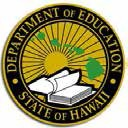 DEPARTMENT OF EDUCATION
STATE OF HAWAII